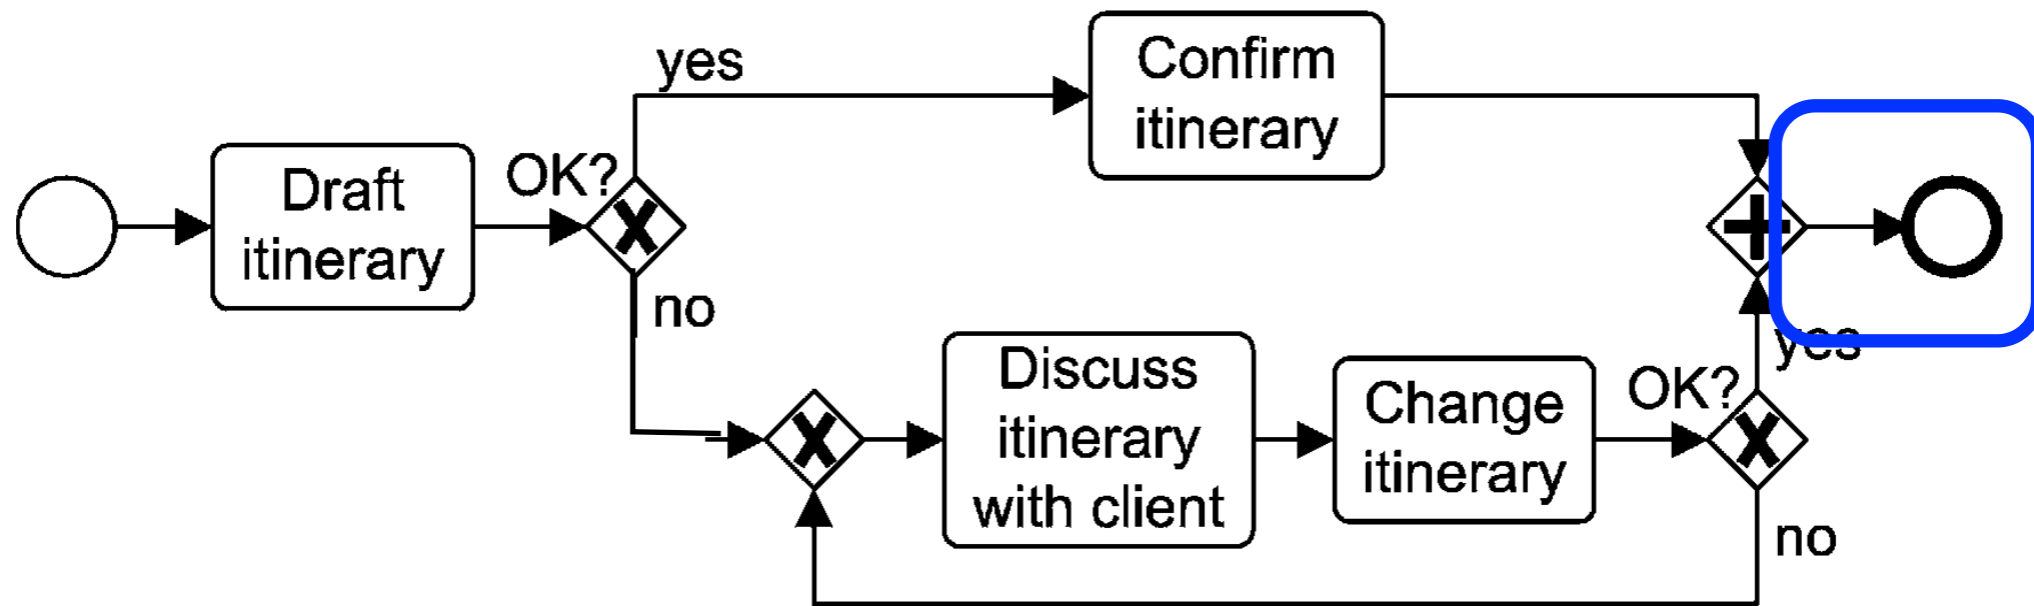 yes
Confirm
itinerary
Draft
itinerary
OK?
no
Discuss
itinerary
with client
Change
itinerary
OK?
yes
no